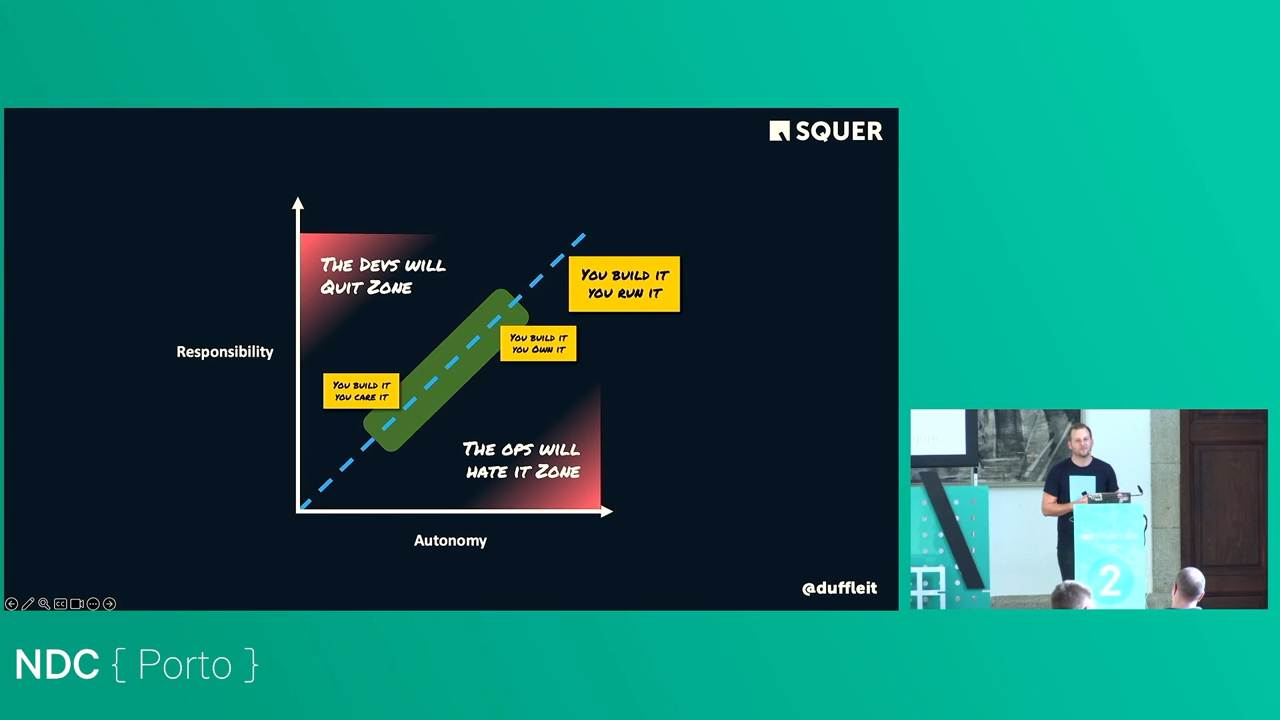 SQUER
The Devs will
Quit Zone
You build it
you run it
You build it
you Own it
Responsibility
You build it
you care it
The ops will
hate it Zone
Autonomy
@duffleit
2
NDC { Porto }